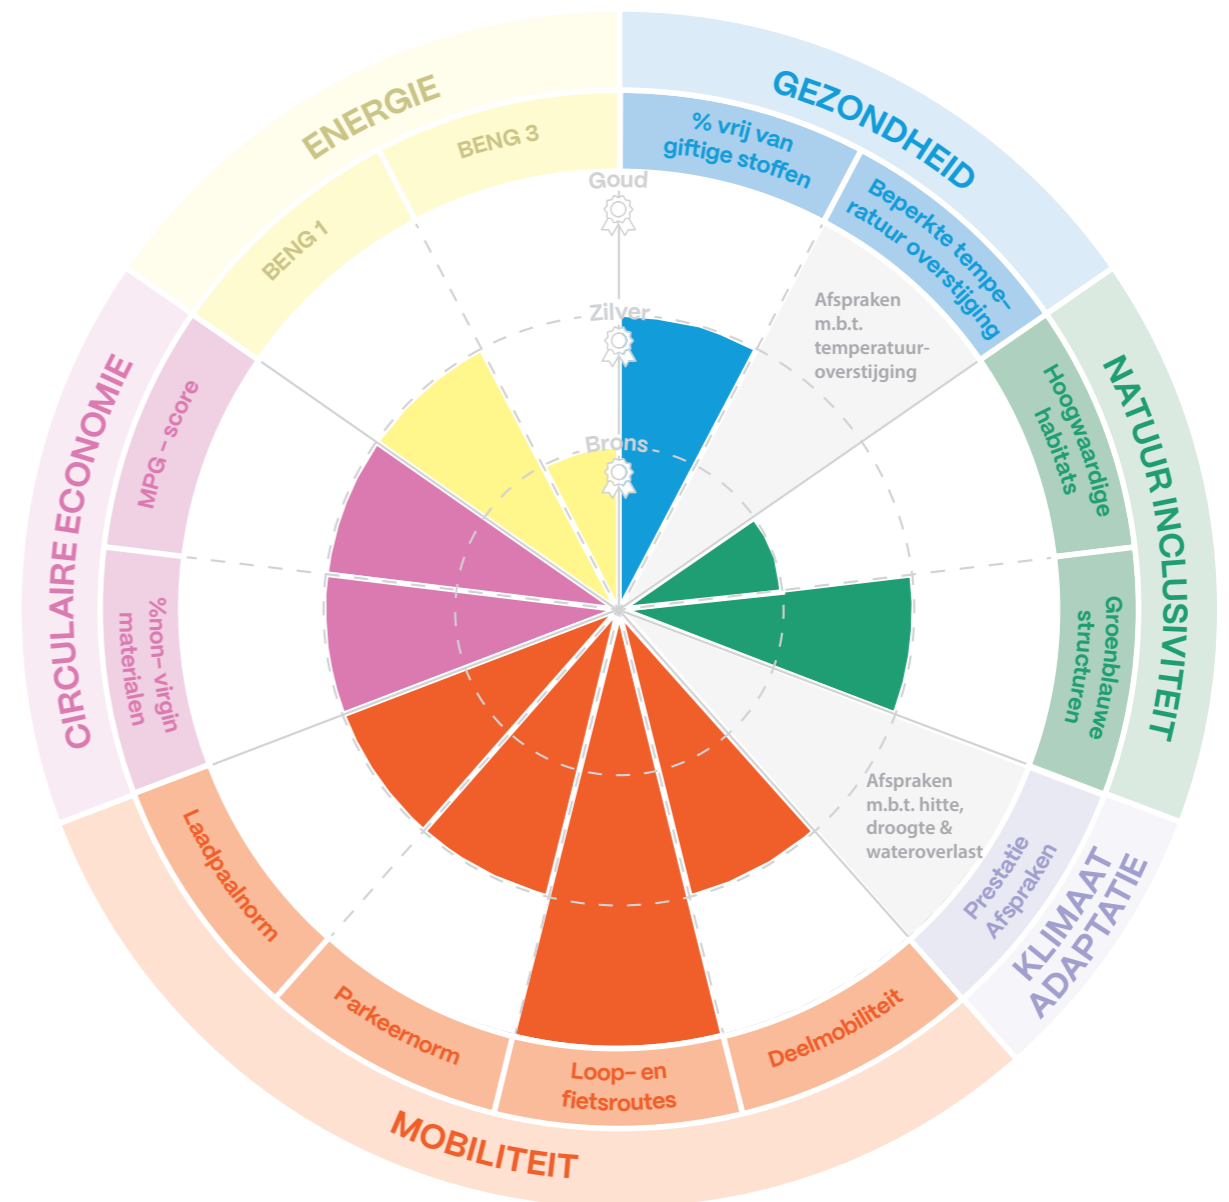 ENERGIE
BENG 1
BENG 3
GEZONDHEID
% vrij van
giftige stoffen
Beperkte tempe-
ratuur overstijging
NATUUR INCLUSIVITEIT
Hoogwaardige
habitats
Groenblauwe
structuren
KLIMAAT
ADAPTATIE
Prestatie
Afspraken
MOBILITEIT
Deelmobiliteit
Loop- en
fietsroutes
Parkeernorm
Laadpaalnorm
CIRCULAIRE ECONOMIE
%non-virgin
materialen
MPG - score
Goud
Zilver
Brons
Afspraken
m.b.t.
temperatuur-
overstijging
Afspraken
m.b.t. hitte,
droogte &
wateroverlast